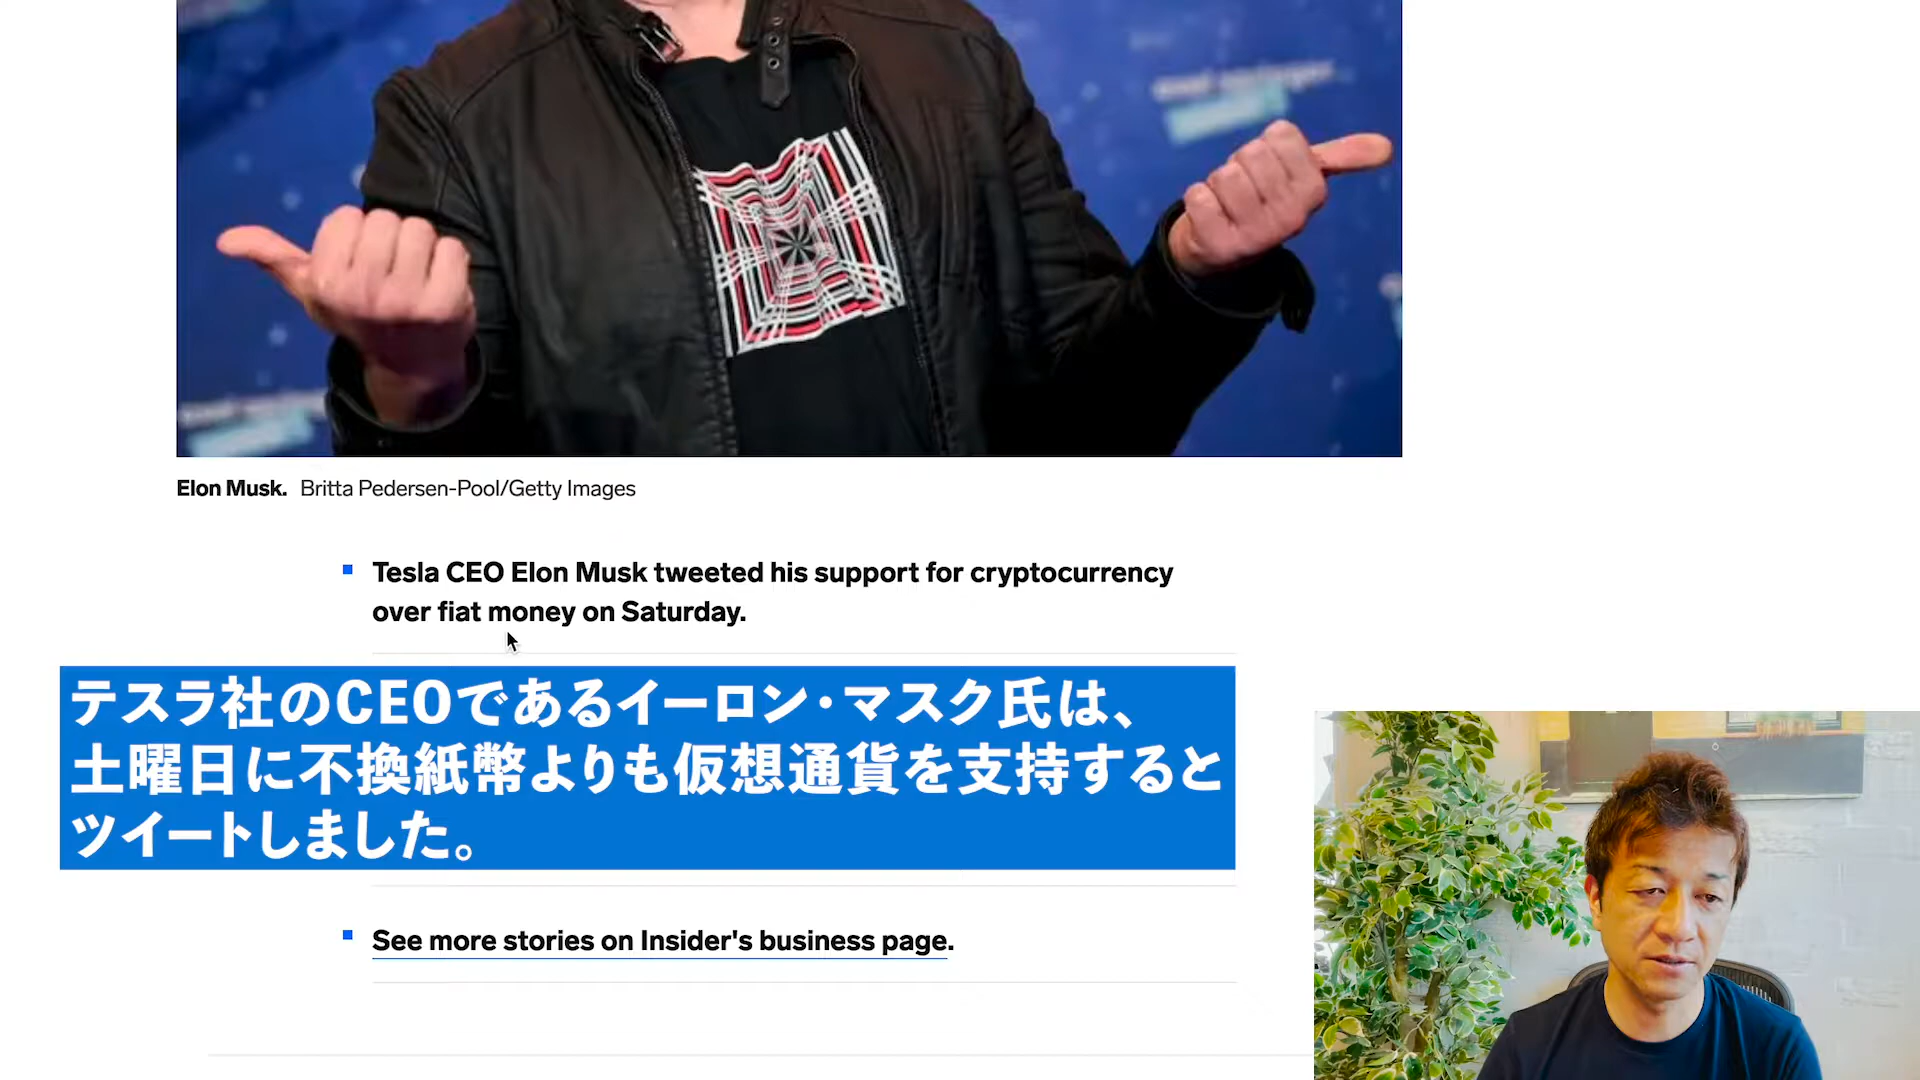 Elon Musk. Britta Pedersen-Pool/Getty Images
Tesla CEO Elon Musk tweeted his support for cryptocurrency
over fiat money on Saturday.
テスラ社のCEOであるイーロン・マスク氏は、
土曜日に不換紙幣よりも仮想通貨を支持すると
ツイートしました。
See more stories on Insider's business page.